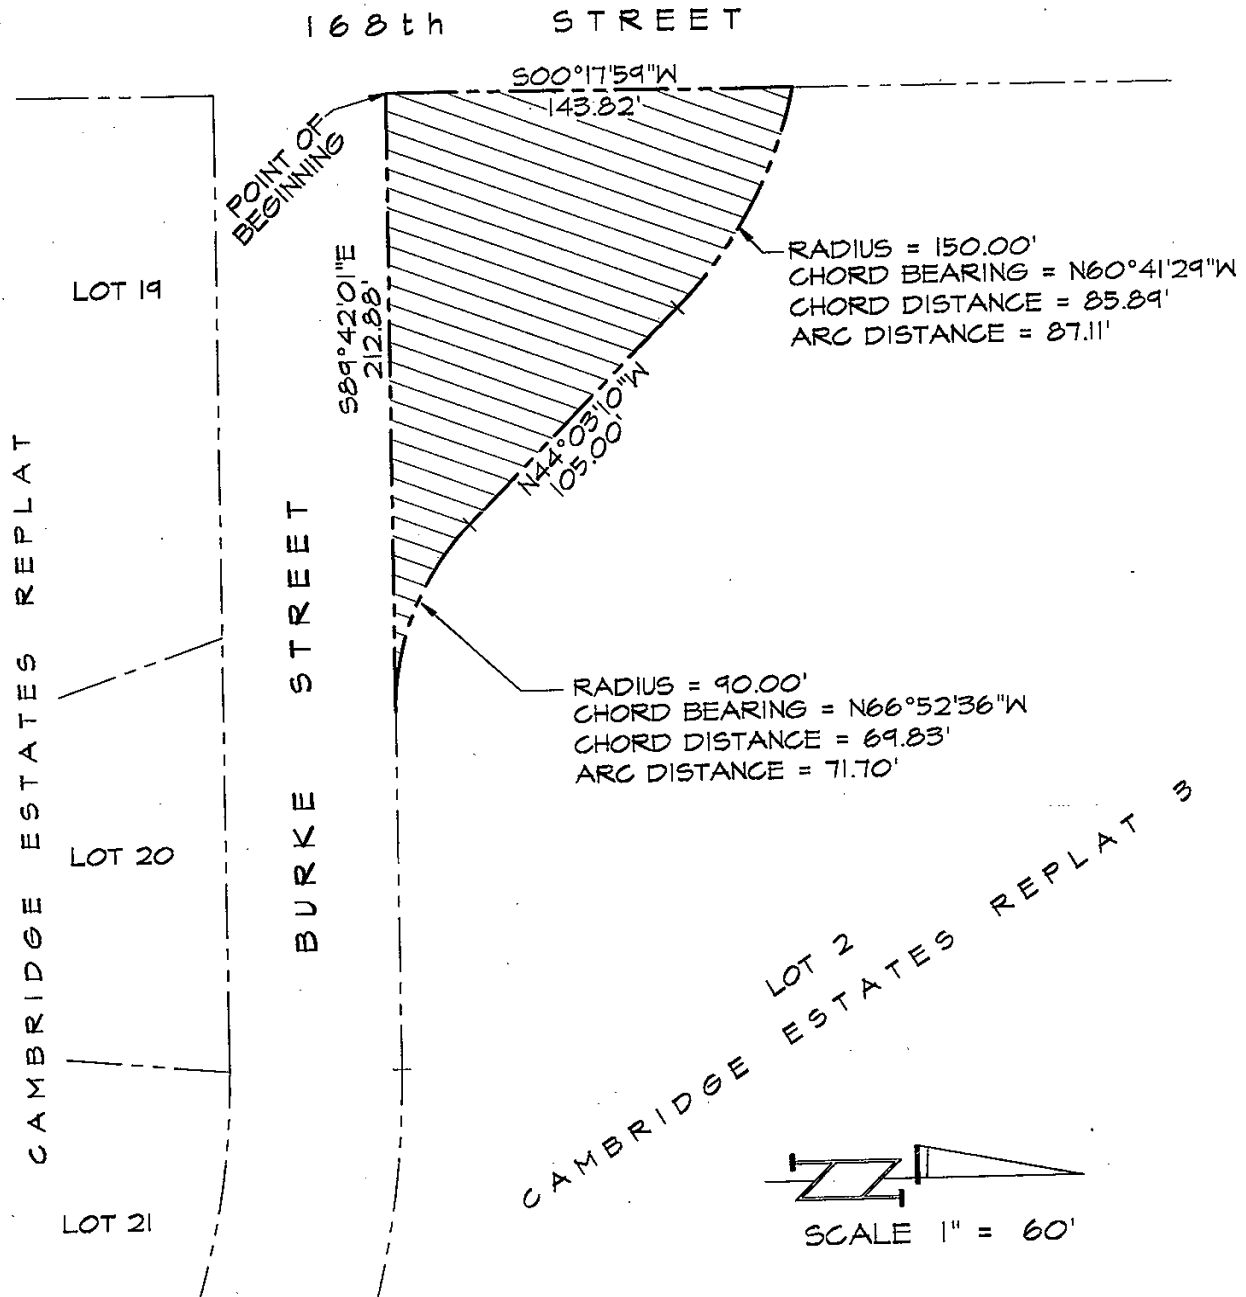 168th STREET
S00°17'59"W
143.82'
POINT OF
BEGINNING
LOT 19
S89°42'01"E
212.88'
RADIUS = 150.00'
CHORD BEARING = N60°41'29"W
CHORD DISTANCE = 85.89'
ARC DISTANCE = 87.11'
N44°03'10"W
105.00'
CAMBRIDGE ESTATES REPLAT
BURKE STREET
RADIUS = 90.00'
CHORD BEARING = N66°52'36"W
CHORD DISTANCE = 69.83'
ARC DISTANCE = 71.70'
LOT 20
LOT 2
CAMBRIDGE ESTATES REPLAT 3
LOT 21
N
SCALE 1" = 60'